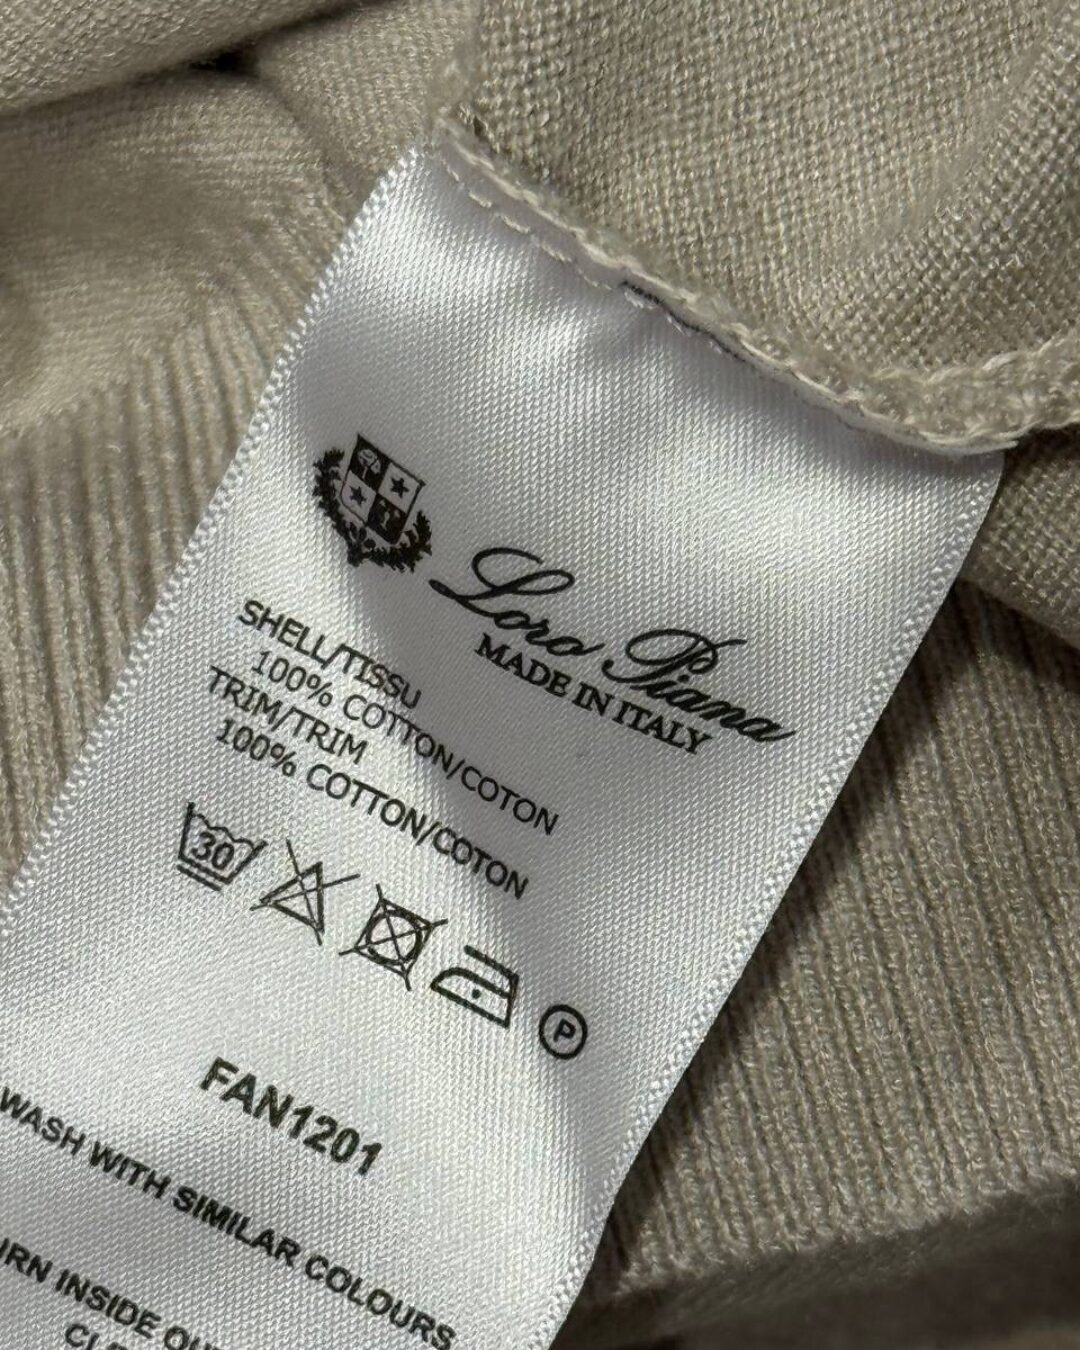 Loro Piana
MADE IN ITALY
SHELL/TISSU
100% COTTON/COTON
TRIM/TRIM
100% COTTON/COTON
30
P
FAN1201
WASH WITH SIMILAR COLOURS
INSIDE